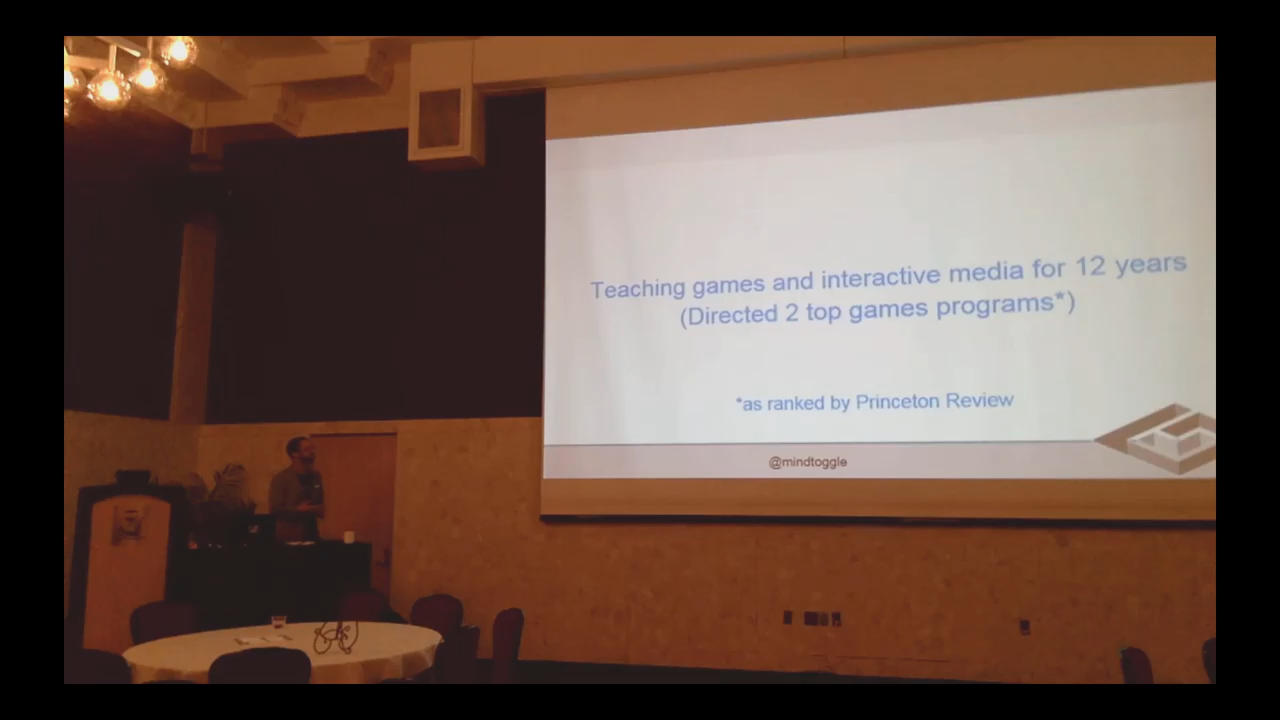 Teaching games and interactive media for 12 years
(Directed 2 top games programs*)
*as ranked by Princeton Review
@mindtoggle